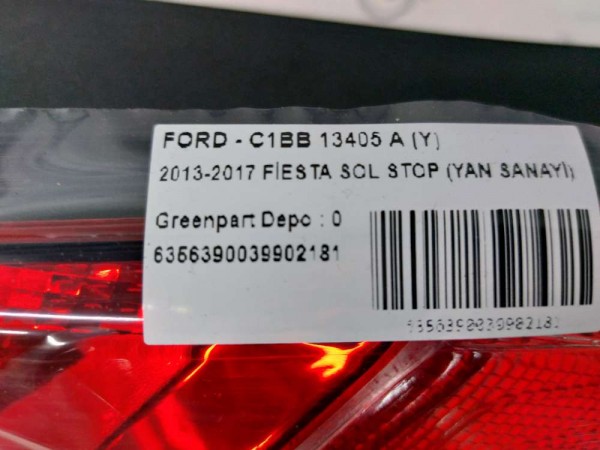 FORD - C1BB 13405 A (Y)
2013-2017 FİESTA SOL STOP (YAN SANAYİ)
Greenpart Depo : 0
6356390039902181
6356390039902181